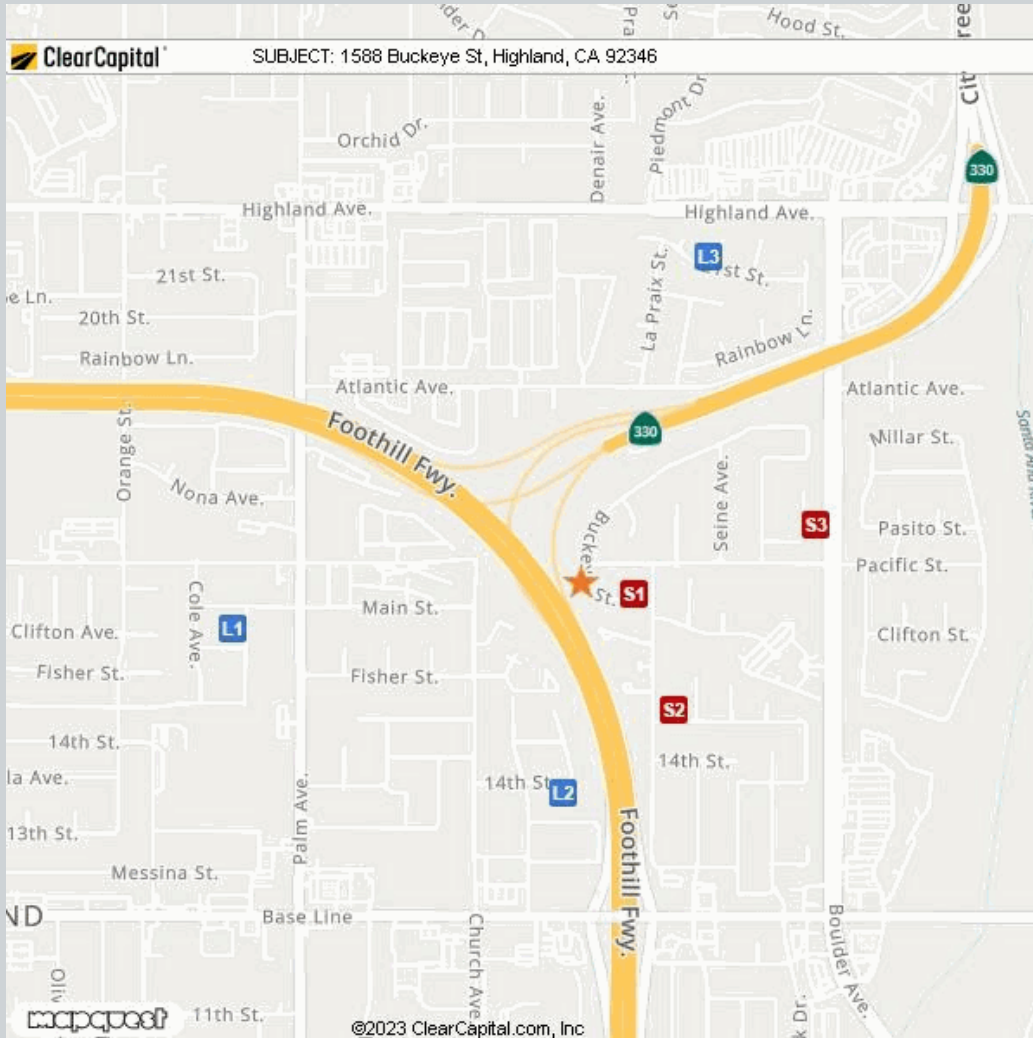 Hood St.
ClearCapital
SUBJECT: 1588 Buckeye St, Highland, CA 92346
Orchid Dr.
Denair Ave.
Piedmont Dr.
330
Highland Ave.
Highland Ave.
21st St.
L3
20th St.
La Praix St.
Rainbow Ln.
Rainbow Ln.
Atlantic Ave.
Atlantic Ave.
Orange St.
Foothill Fwy.
330
Millar St.
Nona Ave.
Seine Ave.
S3
Pasito St.
Pacific St.
Cole Ave.
Main St.
St.
S1
Clifton Ave.
L1
Clifton St.
Fisher St.
Fisher St.
S2
14th St.
14th St.
14th St.
L2
Palm Ave.
13th St.
Foothill Fwy.
Messina St.
Base Line
Church Ave.
Boulder Ave.
11th St.
mapquest
©2023 ClearCapital.com, Inc